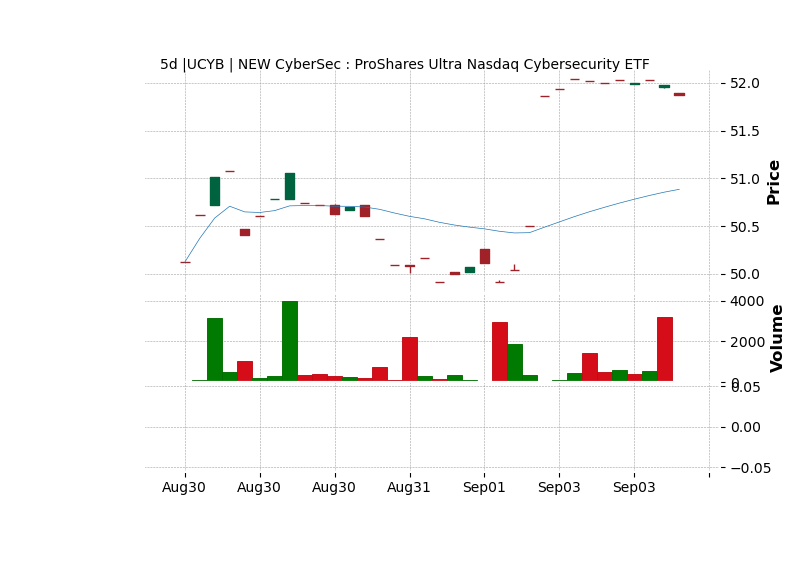 5d |UCYB | NEW CyberSec : ProShares Ultra Nasdaq Cybersecurity ETF
52.0
51.5
51.0
50.5
50.0
Price
4000
2000
0
Volume
0.05
0.00
−0.05
Aug30 Aug30 Aug30 Aug31 Sep01 Sep03 Sep03